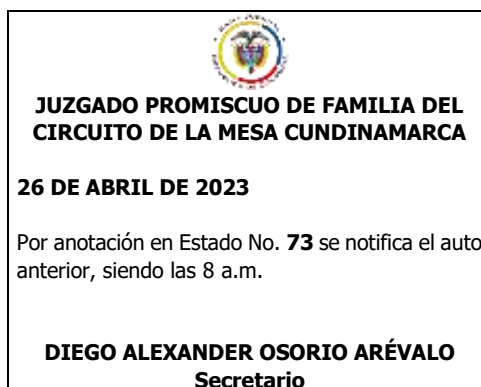 JUZGADO PROMISCUO DE FAMILIA DEL
CIRCUITO DE LA MESA CUNDINAMARCA
26 DE ABRIL DE 2023
Por anotación en Estado No. 73 se notifica el auto
anterior, siendo las 8 a.m.
DIEGO ALEXANDER OSORIO ARÉVALO
Secretario